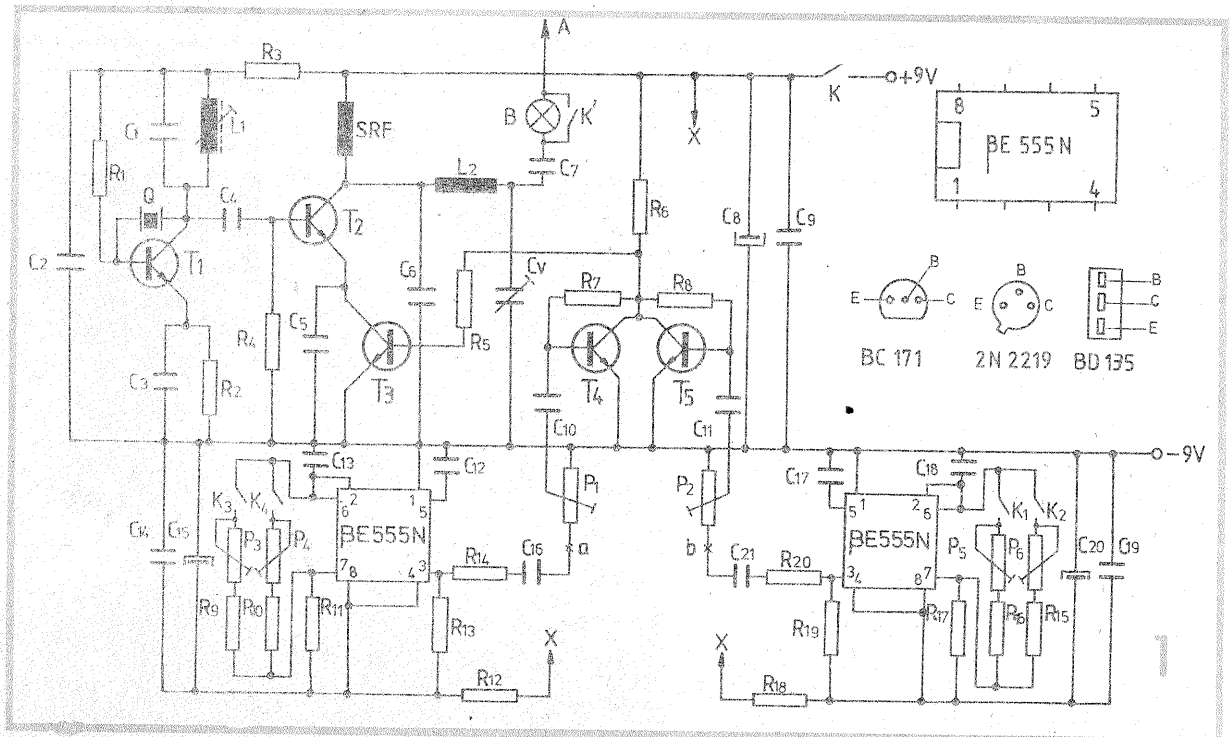 A
R3
K
+9V
C1
L1
SRF
B
K'
X
8
5
BE 555N
1
4
R1
Q
C4
T2
L2
C7
R6
C8
C9
T1
C2
C6
Cv
R7
R8
B
E
C
BC 171
B
E
C
2N 2219
B
C
E
BD 135
R4
C5
R5
T3
T4
T5
C3
R2
C10
C11
-9V
C13
C12
P1
P2
C17
C18
K3
K4
2
1
6
5
BE555N
7
8
4
3
1
2
5
6
BE555N
3
4
8
7
K1
K2
C14
C15
P3
P4
R14
C16
a
b
C21
R20
P5
P6
C20
C19
R9
R10
R11
R13
R19
R17
R16
R15
X
R12
X
R18
1